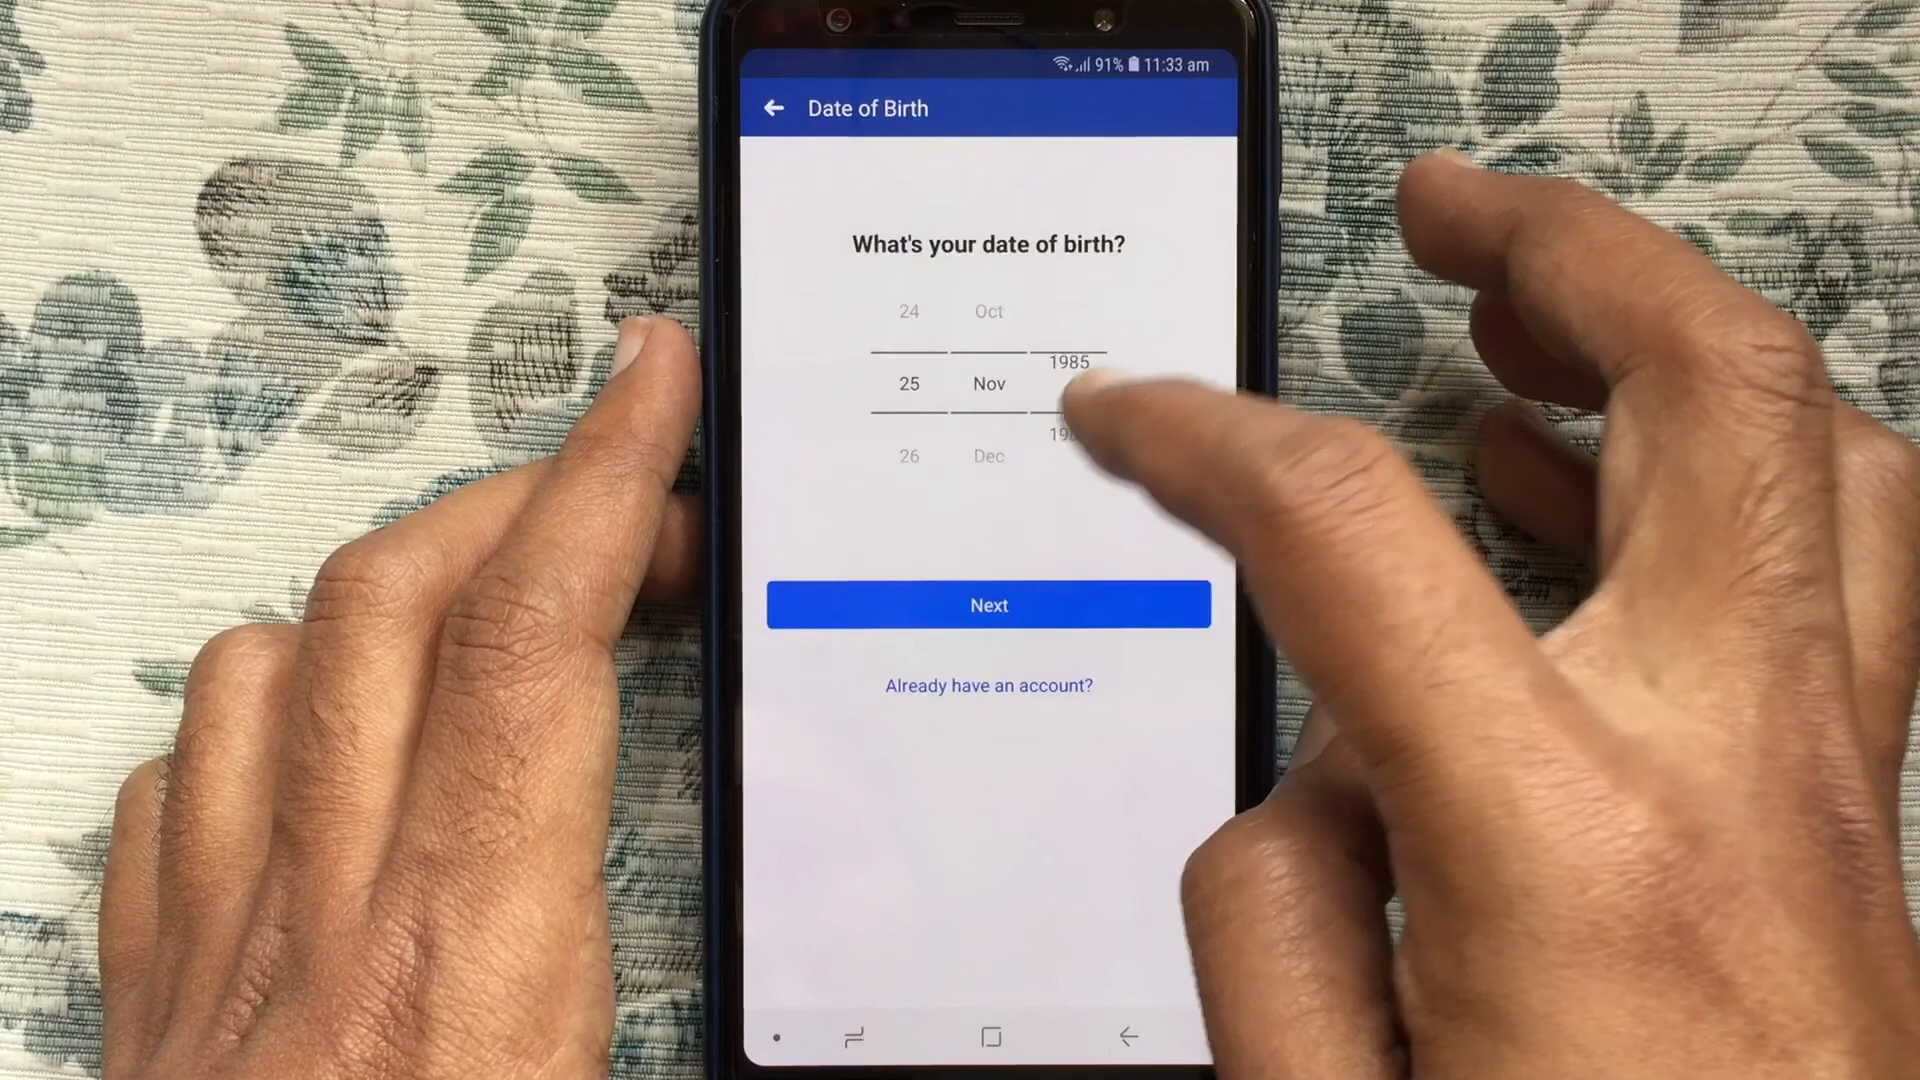 91% 11:33 am
Date of Birth
What's your date of birth?
24 Oct
1985
25 Nov
26 Dec
Next
Already have an account?